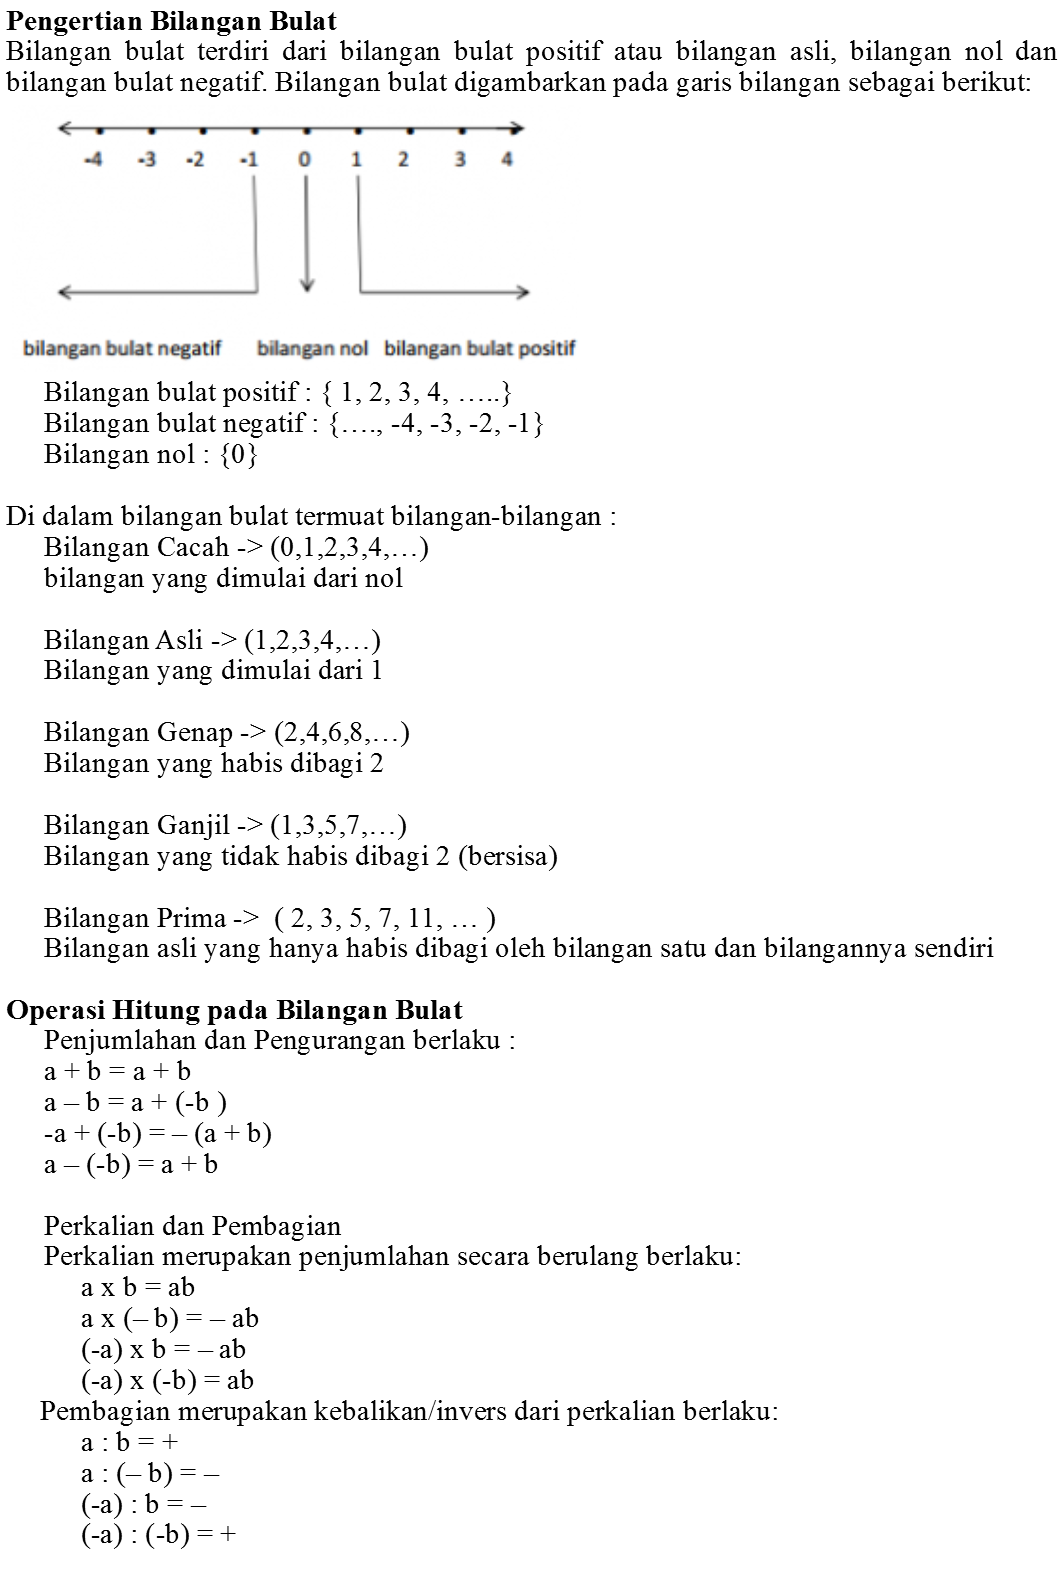 Pengertian Bilangan Bulat
Bilangan bulat terdiri dari bilangan bulat positif atau bilangan asli, bilangan nol dan
bilangan bulat negatif. Bilangan bulat digambarkan pada garis bilangan sebagai berikut:
-4 -3 -2 -1 0 1 2 3 4
bilangan bulat negatif bilangan nol bilangan bulat positif
Bilangan bulat positif : { 1, 2, 3, 4, .....}
Bilangan bulat negatif : {...., -4, -3, -2, -1}
Bilangan nol : {0}
Di dalam bilangan bulat termuat bilangan-bilangan :
Bilangan Cacah -> (0,1,2,3,4,...)
bilangan yang dimulai dari nol
Bilangan Asli -> (1,2,3,4,...)
Bilangan yang dimulai dari 1
Bilangan Genap -> (2,4,6,8,...)
Bilangan yang habis dibagi 2
Bilangan Ganjil -> (1,3,5,7,...)
Bilangan yang tidak habis dibagi 2 (bersisa)
Bilangan Prima -> ( 2, 3, 5, 7, 11, ... )
Bilangan asli yang hanya habis dibagi oleh bilangan satu dan bilangannya sendiri
Operasi Hitung pada Bilangan Bulat
Penjumlahan dan Pengurangan berlaku :
a + b = a + b
a – b = a + (-b )
-a + (-b) = – (a + b)
a – (-b) = a + b
Perkalian dan Pembagian
Perkalian merupakan penjumlahan secara berulang berlaku:
a x b = ab
a x (– b) = – ab
(-a) x b = – ab
(-a) x (-b) = ab
Pembagian merupakan kebalikan/invers dari perkalian berlaku:
a : b = +
a : (– b) = –
(-a) : b = –
(-a) : (-b) = +